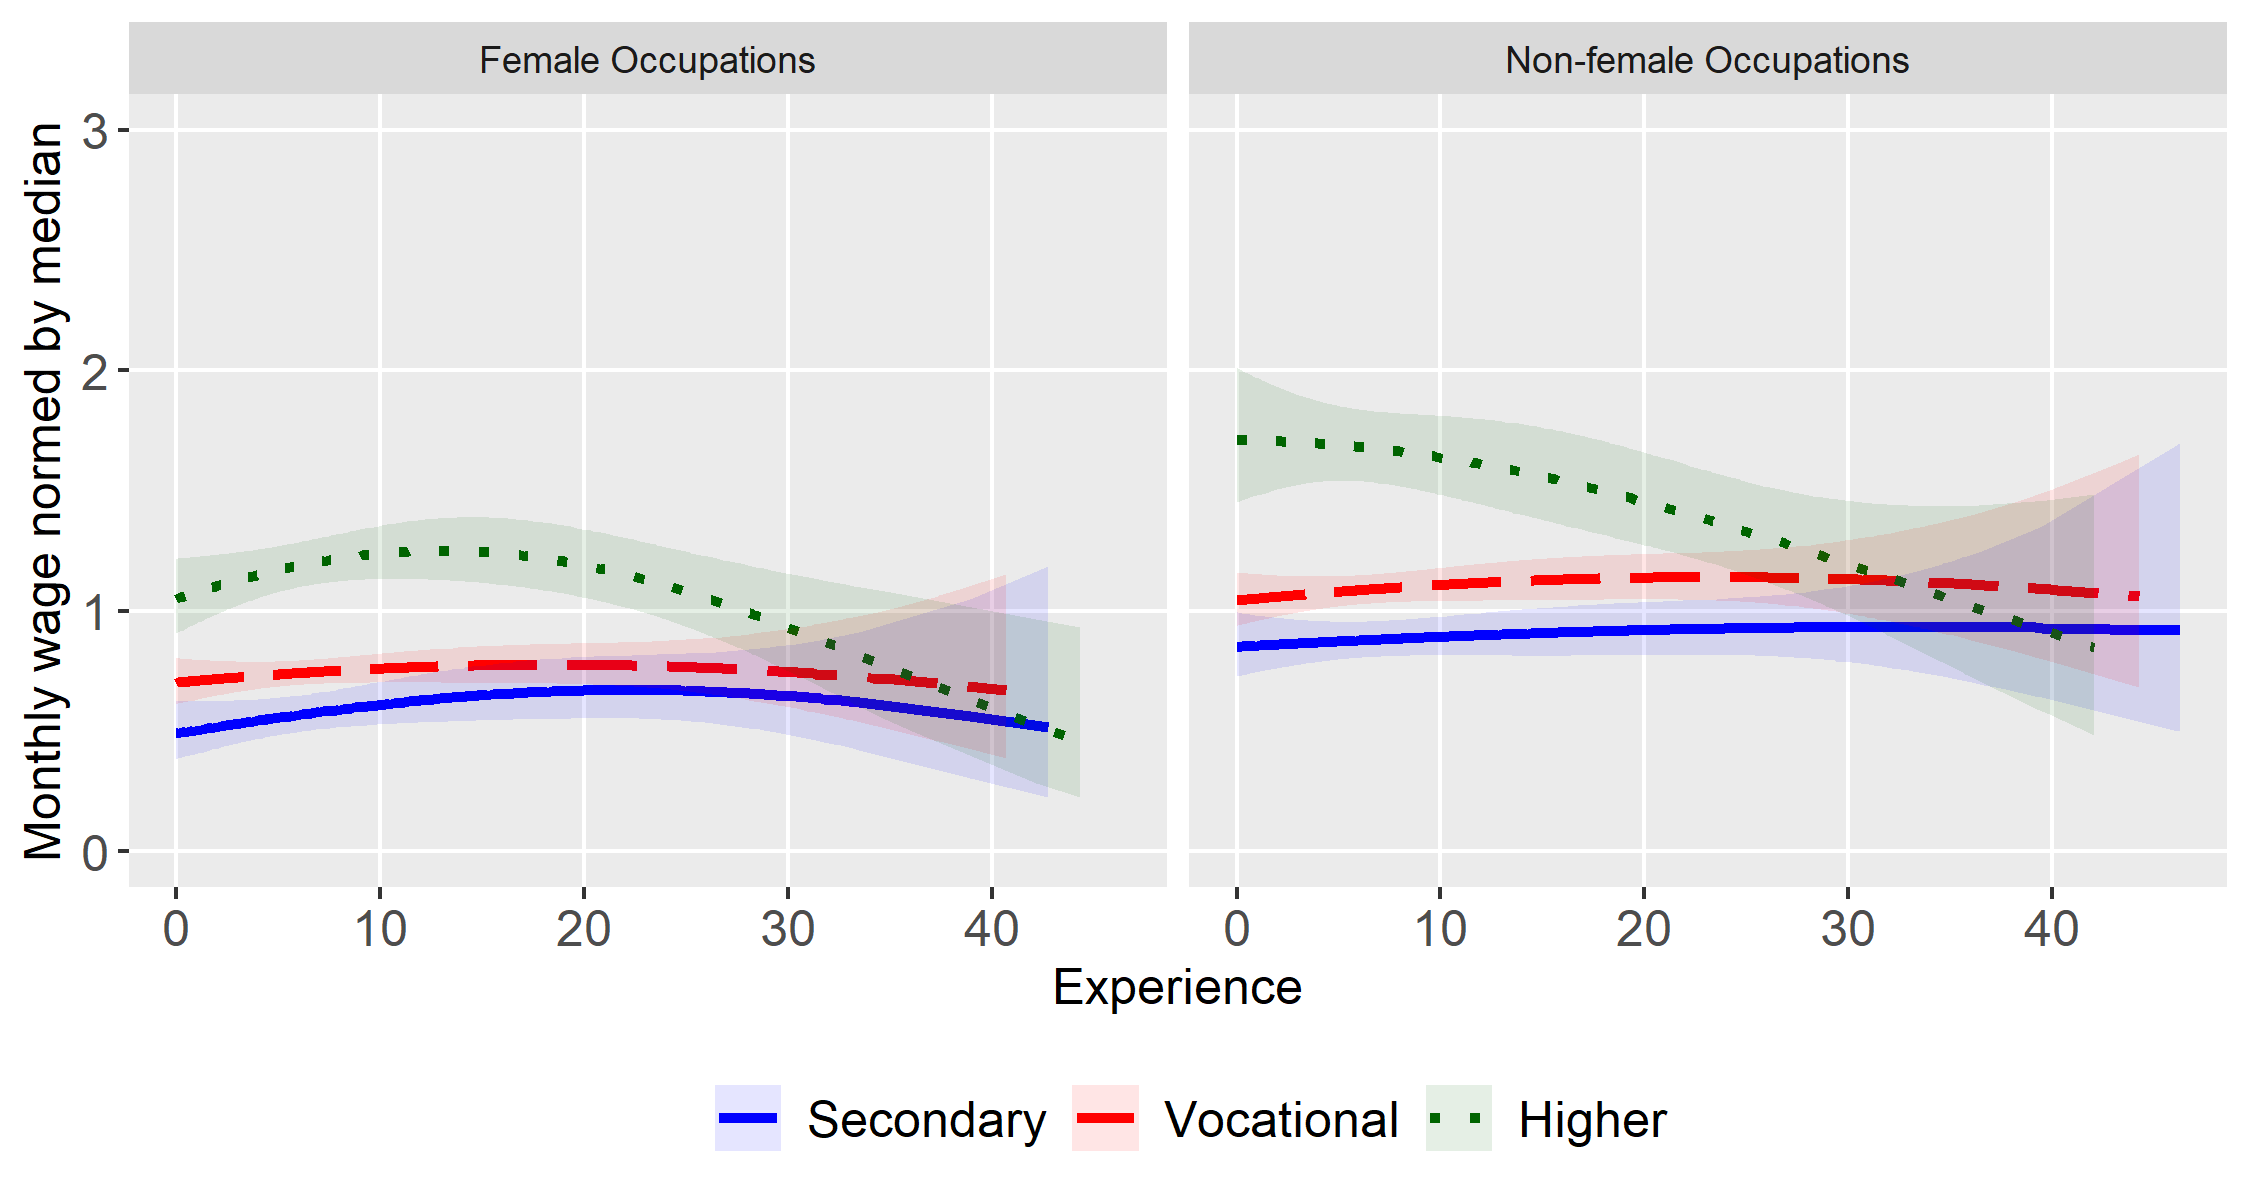 Female Occupations
Non-female Occupations
Monthly wage normed by median
3
2
1
0
0 10 20 30 40
0 10 20 30 40
Experience
Secondary Vocational Higher